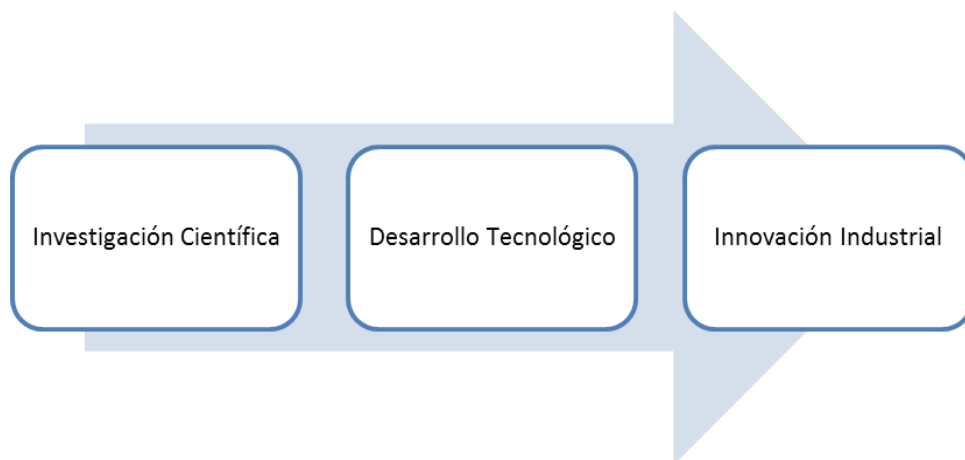 Investigación Científica
Desarrollo Tecnológico
Innovación Industrial